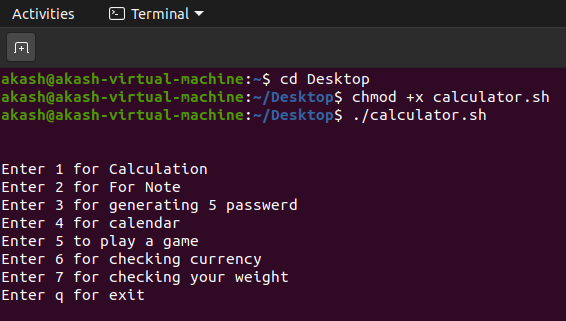 Activities Terminal
akash@akash-virtual-machine:~$ cd Desktop
akash@akash-virtual-machine:~/Desktop$ chmod +x calculator.sh
akash@akash-virtual-machine:~/Desktop$ ./calculator.sh
Enter 1 for Calculation
Enter 2 for For Note
Enter 3 for generating 5 passwerd
Enter 4 for calendar
Enter 5 to play a game
Enter 6 for checking currency
Enter 7 for checking your weight
Enter q for exit